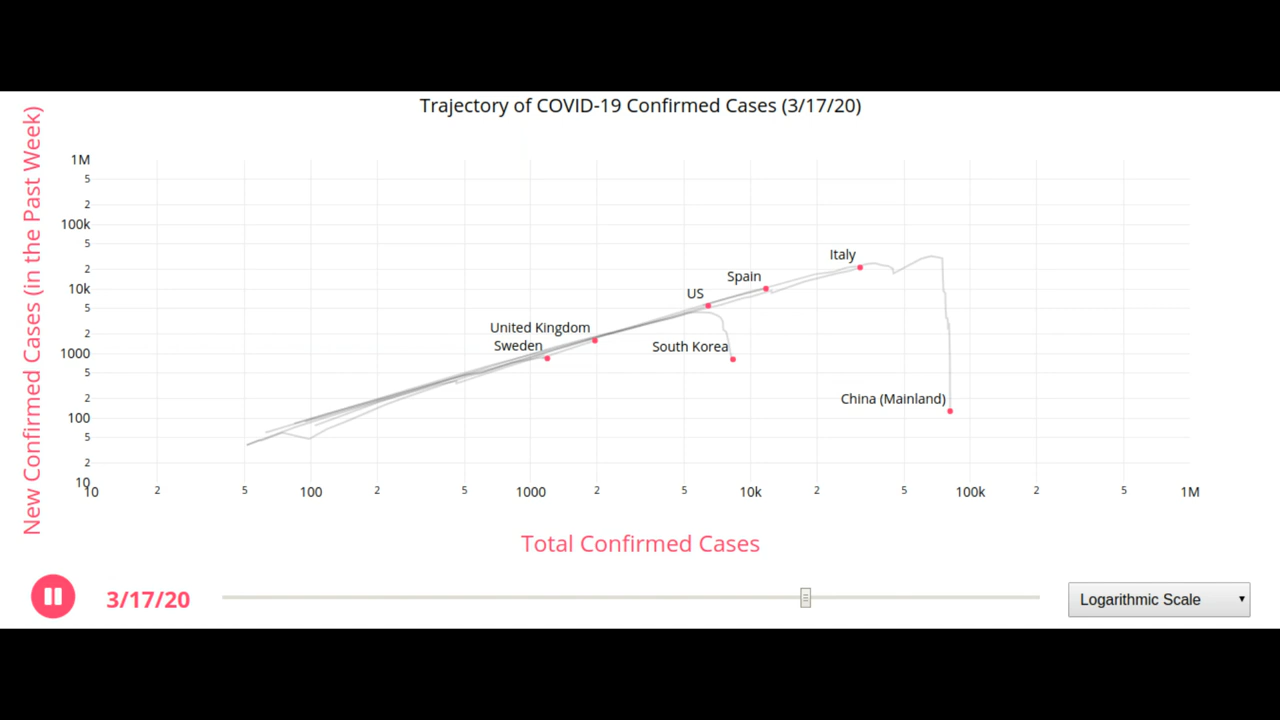 Trajectory of COVID-19 Confirmed Cases (3/17/20)
New Confirmed Cases (in the Past Week)
1M
5
2
100k
5
2
10k
5
2
1000
5
2
100
5
2
10
Italy
Spain
US
United Kingdom
Sweden
South Korea
China (Mainland)
10 2 5 100 2 5 1000 2 5 10k 2 5 100k 2 5 1M
Total Confirmed Cases
3/17/20
Logarithmic Scale